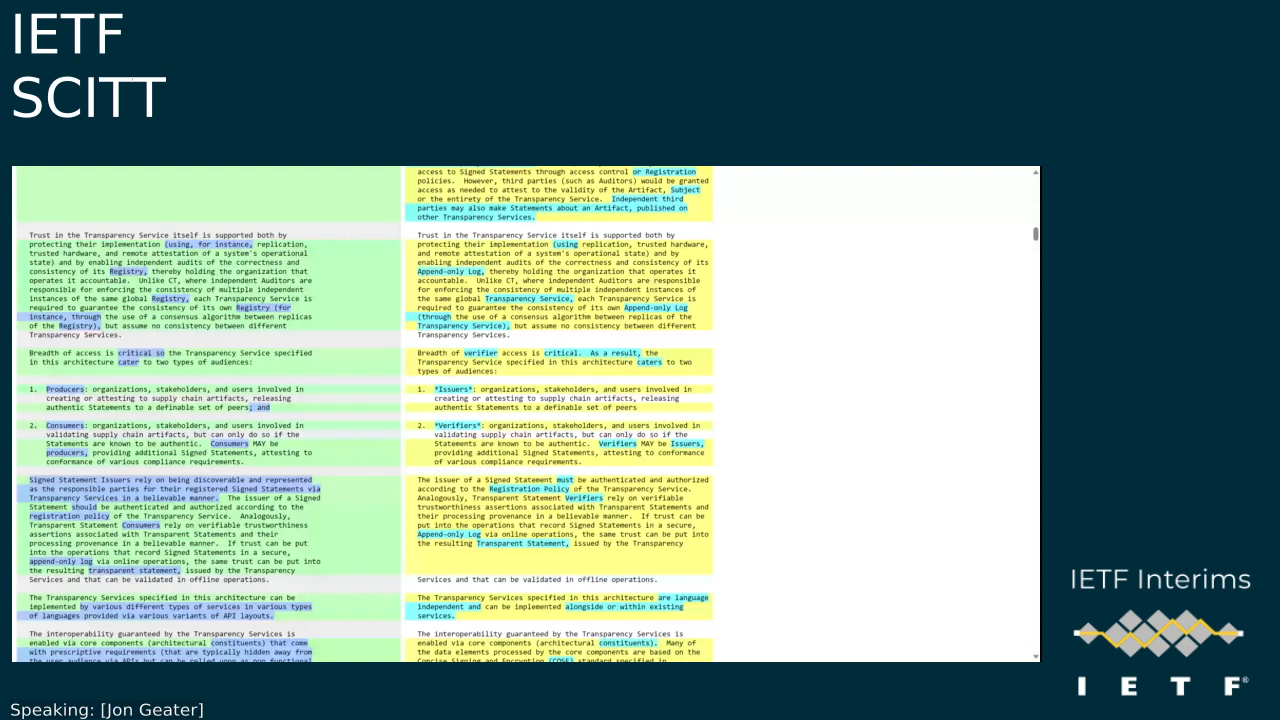 IETF
SCITT
access to Signed Statements through access control or Registration
policies.  However, third parties (such as Auditors) would be granted
access as needed to attest to the validity of the Artifact, Subject
or the entirety of the Transparency Service.  Independent third
parties may also make Statements about an Artifact, published on
other Transparency Services.
Trust in the Transparency Service itself is supported both by
protecting their implementation (using, for instance, replication,
trusted hardware, and remote attestation of a system's operational
state) and by enabling independent audits of the correctness and
consistency of its Registry, thereby holding the organization that
operates it accountable.  Unlike CT, where independent Auditors are
responsible for enforcing the consistency of multiple independent
instances of the same global Registry, each Transparency Service is
required to guarantee the consistency of its own Registry (for
instance, through the use of a consensus algorithm between replicas
of the Registry), but assume no consistency between different
Transparency Services.
Breadth of access is critical so the Transparency Service specified
in this architecture cater to two types of audiences:
1.  Producers: organizations, stakeholders, and users involved in
creating or attesting to supply chain artifacts, releasing
authentic Statements to a definable set of peers; and
2.  Consumers: organizations, stakeholders, and users involved in
validating supply chain artifacts, but can only do so if the
Statements are known to be authentic.  Consumers MAY be
producers, providing additional Signed Statements, attesting to
conformance of various compliance requirements.
Signed Statement Issuers rely on being discoverable and represented
as the responsible parties for their registered Signed Statements via
Transparency Services in a believable manner.  The issuer of a Signed
Statement should be authenticated and authorized according to the
registration policy of the Transparency Service.  Analogously,
Transparent Statement Consumers rely on verifiable trustworthiness
assertions associated with Transparent Statements and their
processing provenance in a believable manner.  If trust can be put
into the operations that record Signed Statements in a secure,
append-only log via online operations, the same trust can be put into
the resulting transparent statement, issued by the Transparency
Services and that can be validated in offline operations.
The Transparency Services specified in this architecture can be
implemented by various different types of services in various types
of languages provided via various variants of API layouts.
The interoperability guaranteed by the Transparency Services is
enabled via core components (architectural constituents) that come
with prescriptive requirements (that are typically hidden away from
the user audience via APIs but can be relied upon as non functional
Trust in the Transparency Service itself is supported both by
protecting their implementation (using replication, trusted hardware,
and remote attestation of a system's operational state) and by
enabling independent audits of the correctness and consistency of its
Append-only Log, thereby holding the organization that operates it
accountable.  Unlike CT, where independent Auditors are responsible
for enforcing the consistency of multiple independent instances of
the same global Transparency Service, each Transparency Service is
required to guarantee the consistency of its own Append-only Log
(through the use of a consensus algorithm between replicas of the
Transparency Service), but assume no consistency between different
Transparency Services.
Breadth of verifier access is critical.  As a result, the
Transparency Service specified in this architecture caters to two
types of audiences:
1.  *Issuers*: organizations, stakeholders, and users involved in
creating or attesting to supply chain artifacts, releasing
authentic Statements to a definable set of peers
2.  *Verifiers*: organizations, stakeholders, and users involved in
validating supply chain artifacts, but can only do so if the
Statements are known to be authentic.  Verifiers MAY be Issuers,
providing additional Signed Statements, attesting to conformance
of various compliance requirements.
The issuer of a Signed Statement must be authenticated and authorized
according to the Registration Policy of the Transparency Service.
Analogously, Transparent Statement Verifiers rely on verifiable
trustworthiness assertions associated with Transparent Statements and
their processing provenance in a believable manner.  If trust can be
put into the operations that record Signed Statements in a secure,
Append-only Log via online operations, the same trust can be put into
the resulting Transparent Statement, issued by the Transparency
Services and that can be validated in offline operations.
The Transparency Services specified in this architecture are language
independent and can be implemented alongside or within existing
services.
The interoperability guaranteed by the Transparency Services is
enabled via core components (architectural constituents).  Many of
the data elements processed by the core components are based on the
Concise Signing and Encryption (COSE) standard specified in
IETF Interims
I E T F®
Speaking: [Jon Geater]